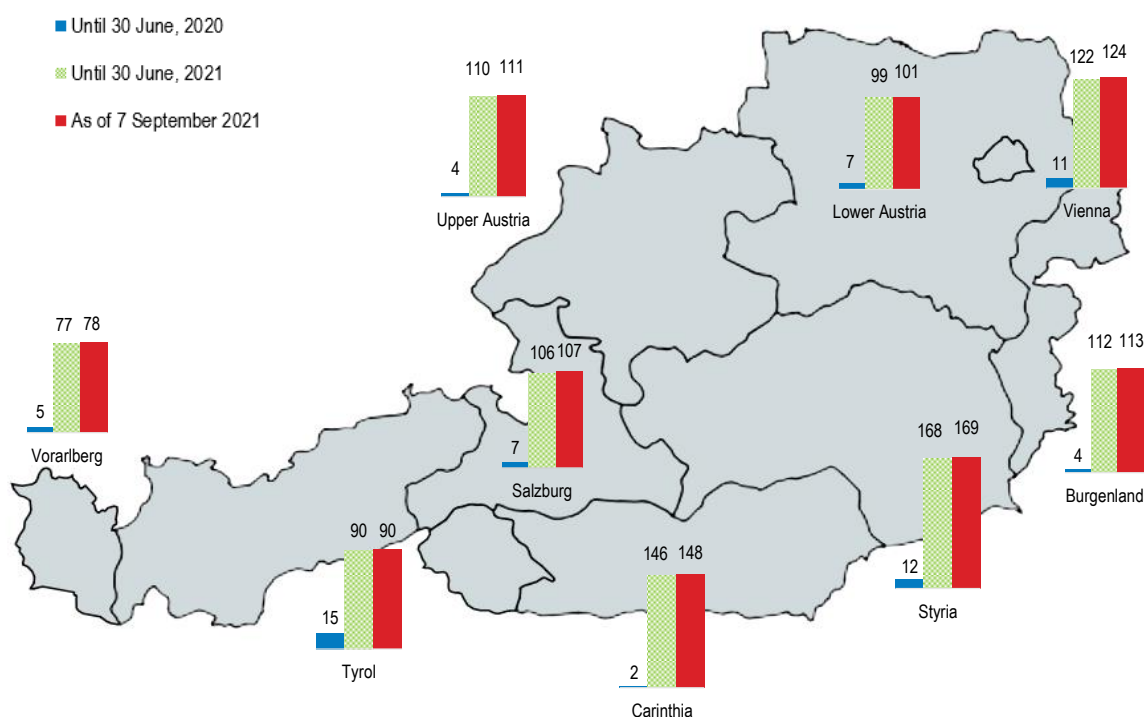 Until 30 June, 2020
Until 30 June, 2021
As of 7 September 2021
4 110 111
Upper Austria
7 99 101
Lower Austria
11 122 124
Vienna
5 77 78
Vorarlberg
7 106 107
Salzburg
4 112 113
Burgenland
12 168 169
Styria
15 90 90
Tyrol
2 146 148
Carinthia